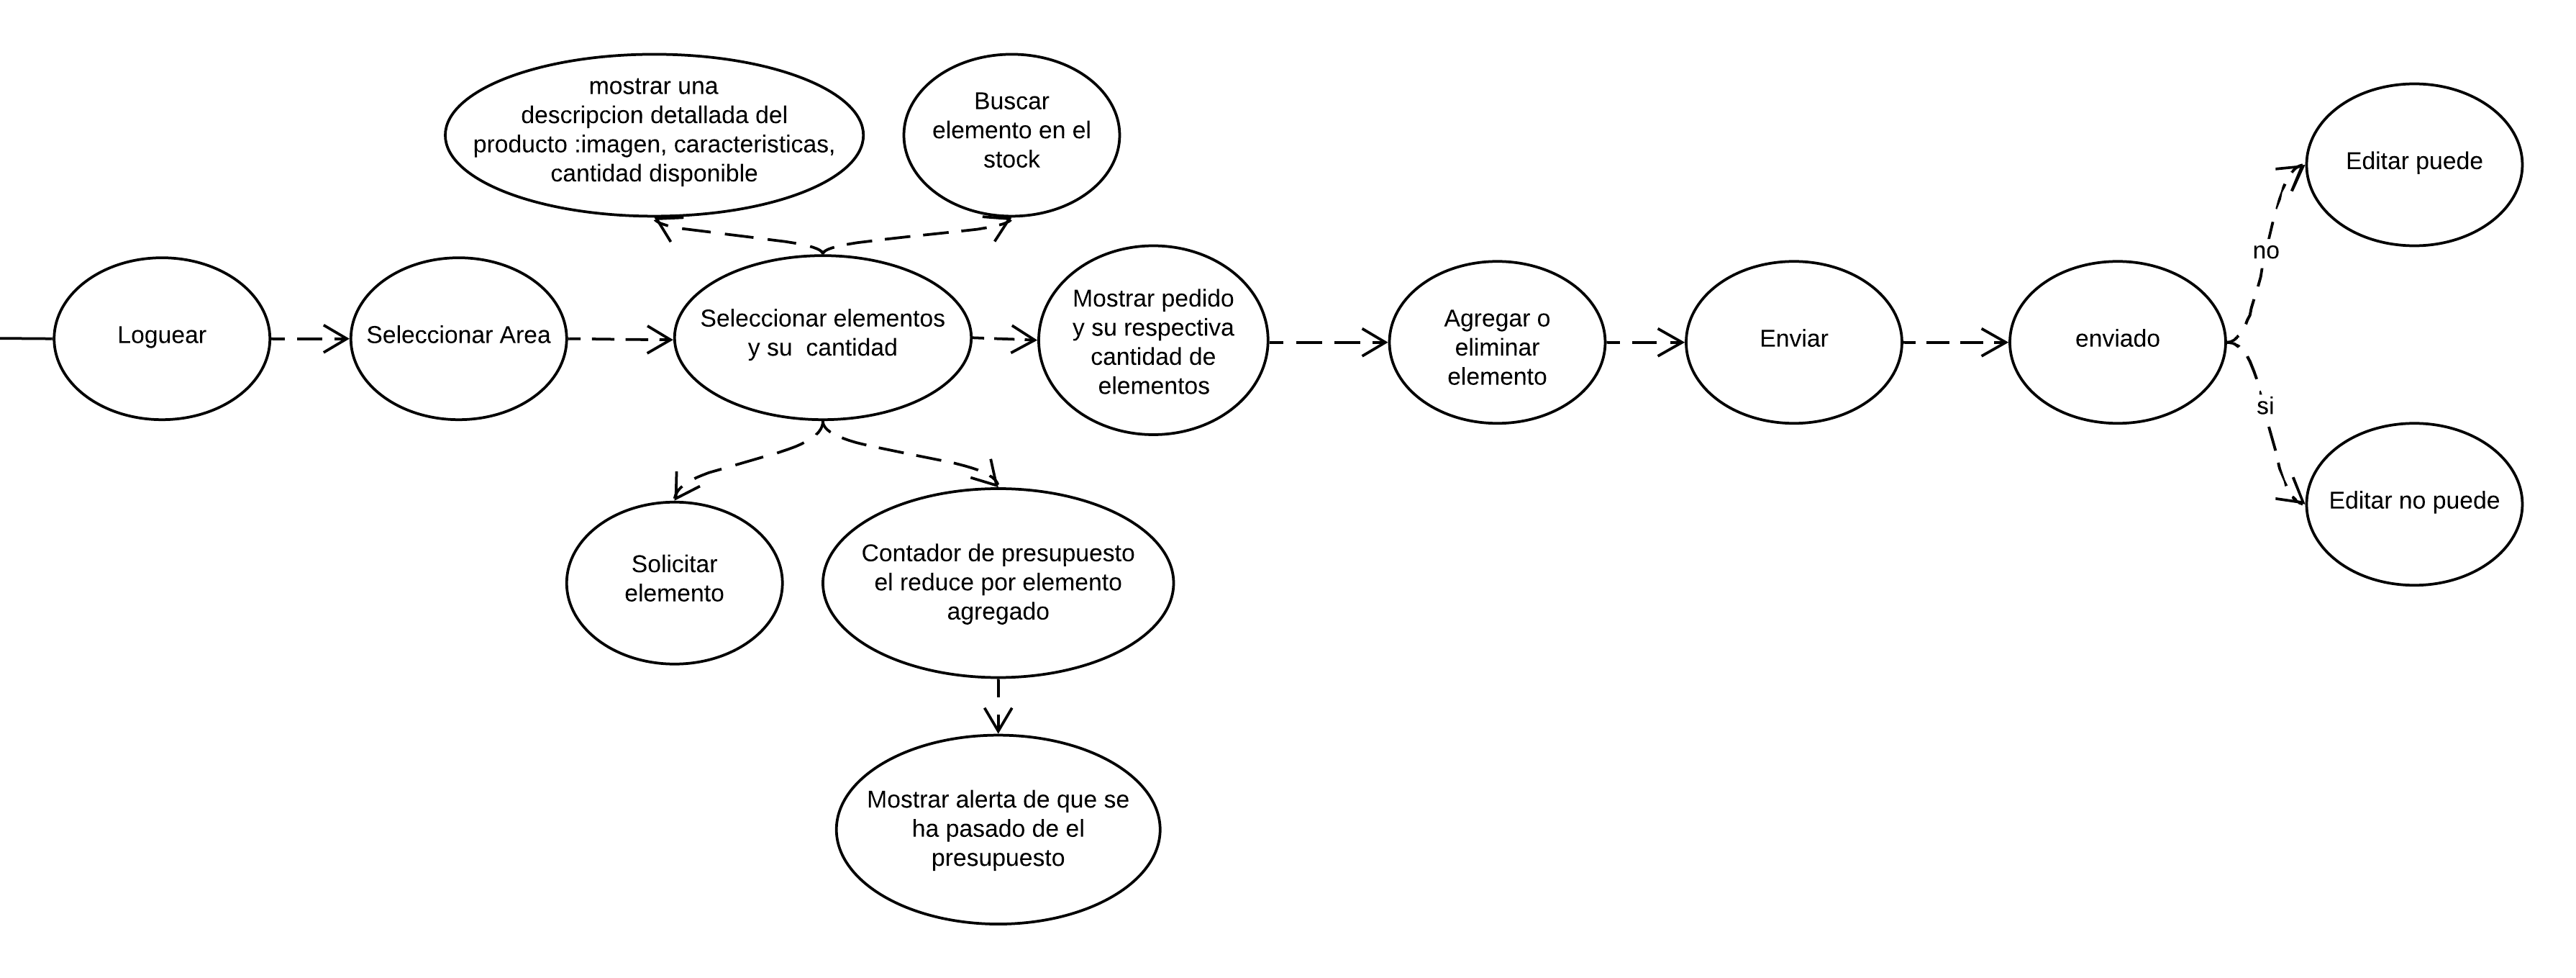 mostrar una
descripcion detallada del
producto :imagen, caracteristicas,
cantidad disponible
Buscar
elemento en el
stock
Editar puede
no
Loguear
Seleccionar Area
Seleccionar elementos
y su  cantidad
Mostrar pedido
y su respectiva
cantidad de
elementos
Agregar o
eliminar
elemento
Enviar
enviado
si
Editar no puede
Solicitar
elemento
Contador de presupuesto
el reduce por elemento
agregado
Mostrar alerta de que se
ha pasado de el
presupuesto